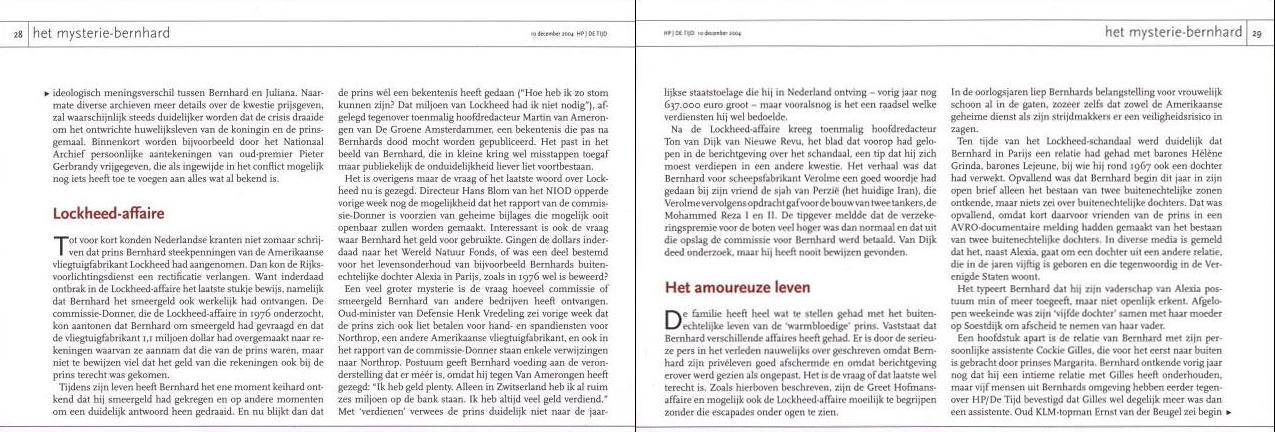 28 het mysterie-bernhard
10 december 2004 HP | DE TIJD
▸ ideologisch meningsverschil tussen Bernhard en Juliana. Naar-
mate diverse archieven meer details over de kwestie prijsgeven,
zal waarschijnlijk steeds duidelijker worden dat de crisis draaide
om het ontwrichte huwelijksleven van de koningin en de prins-
gemaal. Binnenkort worden bijvoorbeeld door het Nationaal
Archief persoonlijke aantekeningen van oud-premier Pieter
Gerbrandy vrijgegeven, die als ingewijde in het conflict mogelijk
nog iets heeft toe te voegen aan alles wat al bekend is.
Lockheed-affaire
Tot voor kort konden Nederlandse kranten niet zomaar schrij-
ven dat prins Bernhard steekpenningen van de Amerikaanse
vliegtuigfabrikant Lockheed had aangenomen. Dan kon de Rijks-
voorlichtingsdienst een rectificatie verlangen. Want inderdaad
ontbrak in de Lockheed-affaire het laatste stukje bewijs, namelijk
dat Bernhard het smeergeld ook werkelijk had ontvangen. De
commissie-Donner, die de Lockheed-affaire in 1976 onderzocht,
kon aantonen dat Bernhard om smeergeld had gevraagd en dat
de vliegtuigfabrikant 1,1 miljoen dollar had overgemaakt naar re-
keningen waarvan ze aannam dat die van de prins waren, maar
niet te bewijzen viel dat het geld van die rekeningen ook bij de
prins terecht was gekomen.
Tijdens zijn leven heeft Bernhard het ene moment keihard ont-
kend dat hij smeergeld had gekregen en op andere momenten
om een duidelijk antwoord heen gedraaid. En nu blijkt dan dat
de prins wél een bekentenis heeft gedaan ("Hoe heb ik zo stom
kunnen zijn? Dat miljoen van Lockheed had ik niet nodig"), af-
gelegd tegenover toenmalig hoofdredacteur Martin van Ameron-
gen van De Groene Amsterdammer, een bekentenis die pas na
Bernhards dood mocht worden gepubliceerd. Het past in het
beeld van Bernhard, die in kleine kring wel misstappen toegaf
maar publiekelijk de onduidelijkheid liever liet voortbestaan.
Het is overigens maar de vraag of het laatste woord over Lock-
heed nu is gezegd. Directeur Hans Blom van het NIOD opperde
vorige week nog de mogelijkheid dat het rapport van de commis-
sie-Donner is voorzien van geheime bijlages die mogelijk ooit
openbaar zullen worden gemaakt. Interessant is ook de vraag
waar Bernhard het geld voor gebruikte. Gingen de dollars inder-
daad naar het Wereld Natuur Fonds, of was een deel bestemd
voor het levensonderhoud van bijvoorbeeld Bernhards buiten-
echtelijke dochter Alexia in Parijs, zoals in 1976 wel is beweerd?
Een veel groter mysterie is de vraag hoeveel commissie of
smeergeld Bernhard van andere bedrijven heeft ontvangen.
Oud-minister van Defensie Henk Vredeling zei vorige week dat
de prins zich ook liet betalen voor hand- en spandiensten voor
Northrop, een andere Amerikaanse vliegtuigfabrikant, en ook in
het rapport van de commissie-Donner staan enkele verwijzingen
naar Northrop. Postuum geeft Bernhard voeding aan de veron-
derstelling dat er méér is, omdat hij tegen Van Amerongen heeft
gezegd: "Ik heb geld plenty. Alleen in Zwitserland heb ik al ruim
zes miljoen op de bank staan. Ik heb altijd veel geld verdiend."
Met 'verdienen' verwees de prins duidelijk niet naar de jaar-
HP | DE TIJD 10 december 2004
het mysterie-bernhard 29
lijkse staatstoelage die hij in Nederland ontving – vorig jaar nog
637.000 euro groot – maar vooralsnog is het een raadsel welke
verdiensten hij wel bedoelde.
Na de Lockheed-affaire kreeg toenmalig hoofdredacteur
Ton van Dijk van Nieuwe Revu, het blad dat voorop had gelo-
pen in de berichtgeving over het schandaal, een tip dat hij zich
moest verdiepen in een andere kwestie. Het verhaal was dat
Bernhard voor scheepsfabrikant Verolme een goed woordje had
gedaan bij zijn vriend de sjah van Perzië (het huidige Iran), die
Verolme vervolgens opdracht gaf voor de bouw van twee tankers, de
Mohammed Reza I en II. De tipgever meldde dat de verzeke-
ringspremie voor de boten veel hoger was dan normaal en dat uit
die opslag de commissie voor Bernhard werd betaald. Van Dijk
deed onderzoek, maar hij heeft nooit bewijzen gevonden.
Het amoureuze leven
De familie heeft heel wat te stellen gehad met het buiten-
echtelijke leven van de 'warmbloedige' prins. Vaststaat dat
Bernhard verschillende affaires heeft gehad. Er is door de serieu-
ze pers in het verleden nauwelijks over geschreven omdat Bern-
hard zijn privéleven goed afschermde en omdat berichtgeving
erover werd gezien als ongepast. Het is de vraag of dat laatste wel
terecht is. Zoals hierboven beschreven, zijn de Greet Hofmans-
affaire en mogelijk ook de Lockheed-affaire moeilijk te begrijpen
zonder die escapades onder ogen te zien.
In de oorlogsjaren liep Bernhards belangstelling voor vrouwelijk
schoon al in de gaten, zozeer zelfs dat zowel de Amerikaanse
geheime dienst als zijn strijdmakkers er een veiligheidsrisico in
zagen.
Ten tijde van het Lockheed-schandaal werd duidelijk dat
Bernhard in Parijs een relatie had gehad met barones Hélène
Grinda, barones Lejeune, bij wie hij rond 1967 ook een dochter
had verwekt. Opvallend was dat Bernhard begin dit jaar in zijn
open brief alleen het bestaan van twee buitenechtelijke zonen
ontkende, maar niets zei over buitenechtelijke dochters. Dat was
opvallend, omdat kort daarvoor vrienden van de prins in een
AVRO-documentaire melding hadden gemaakt van het bestaan
van twee buitenechtelijke dochters. In diverse media is gemeld
dat het, naast Alexia, gaat om een dochter uit een andere relatie,
die in de jaren vijftig is geboren en die tegenwoordig in de Ver-
enigde Staten woont.
Het typeert Bernhard dat hij zijn vaderschap van Alexia pos-
tuum min of meer toegeeft, maar niet openlijk erkent. Afgelo-
pen weekeinde was zijn 'vijfde dochter' samen met haar moeder
op Soestdijk om afscheid te nemen van haar vader.
Een hoofdstuk apart is de relatie van Bernhard met zijn per-
soonlijke assistente Cockie Gilles, die voor het eerst naar buiten
is gebracht door prinses Margarita. Bernhard ontkende vorig jaar
nog dat hij een intieme relatie met Gilles heeft onderhouden,
maar vijf mensen uit Bernhards omgeving hebben eerder tegen-
over HP/De Tijd bevestigd dat Gilles wel degelijk meer was dan
een assistente. Oud KLM-topman Ernst van der Beugel zei begin ▸